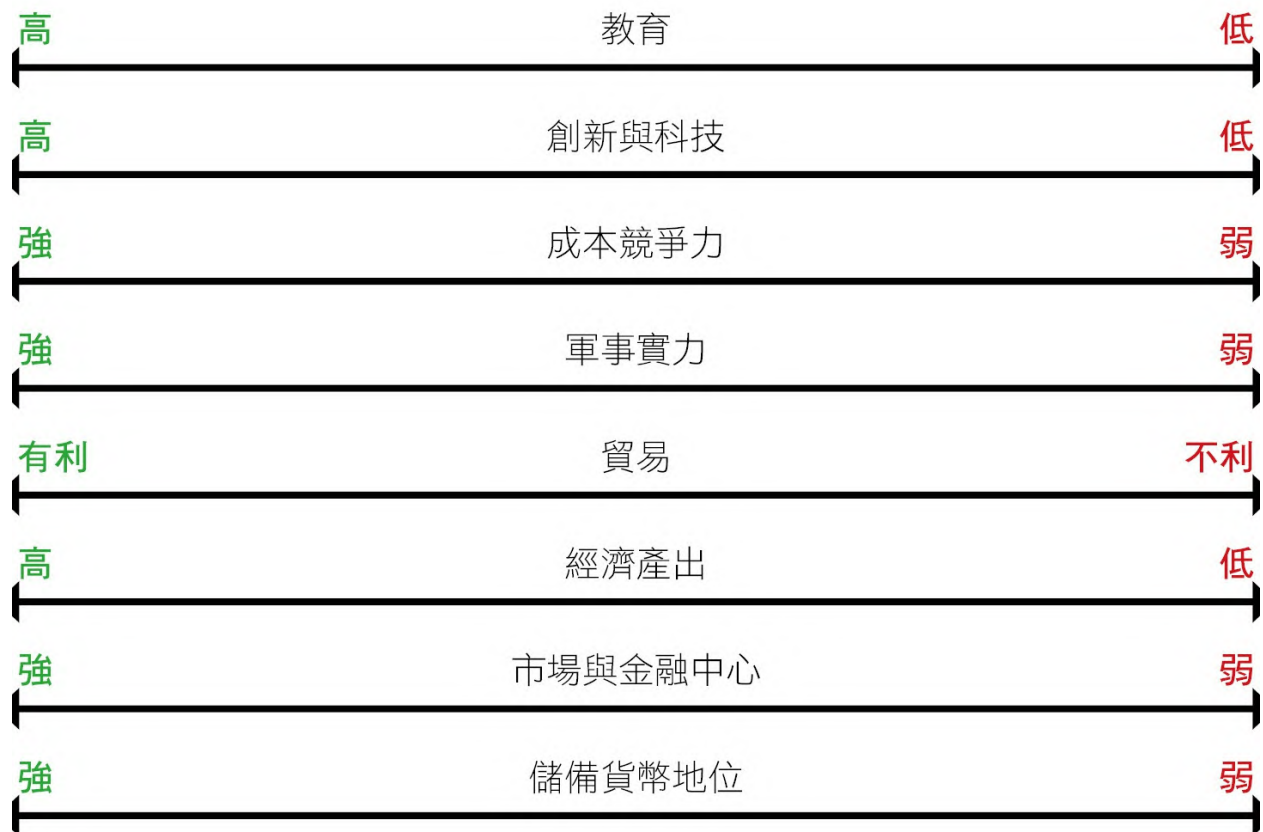 高 教育 低
高 創新與科技 低
強 成本競爭力 弱
強 軍事實力 弱
有利 貿易 不利
高 經濟產出 低
強 市場與金融中心 弱
強 儲備貨幣地位 弱